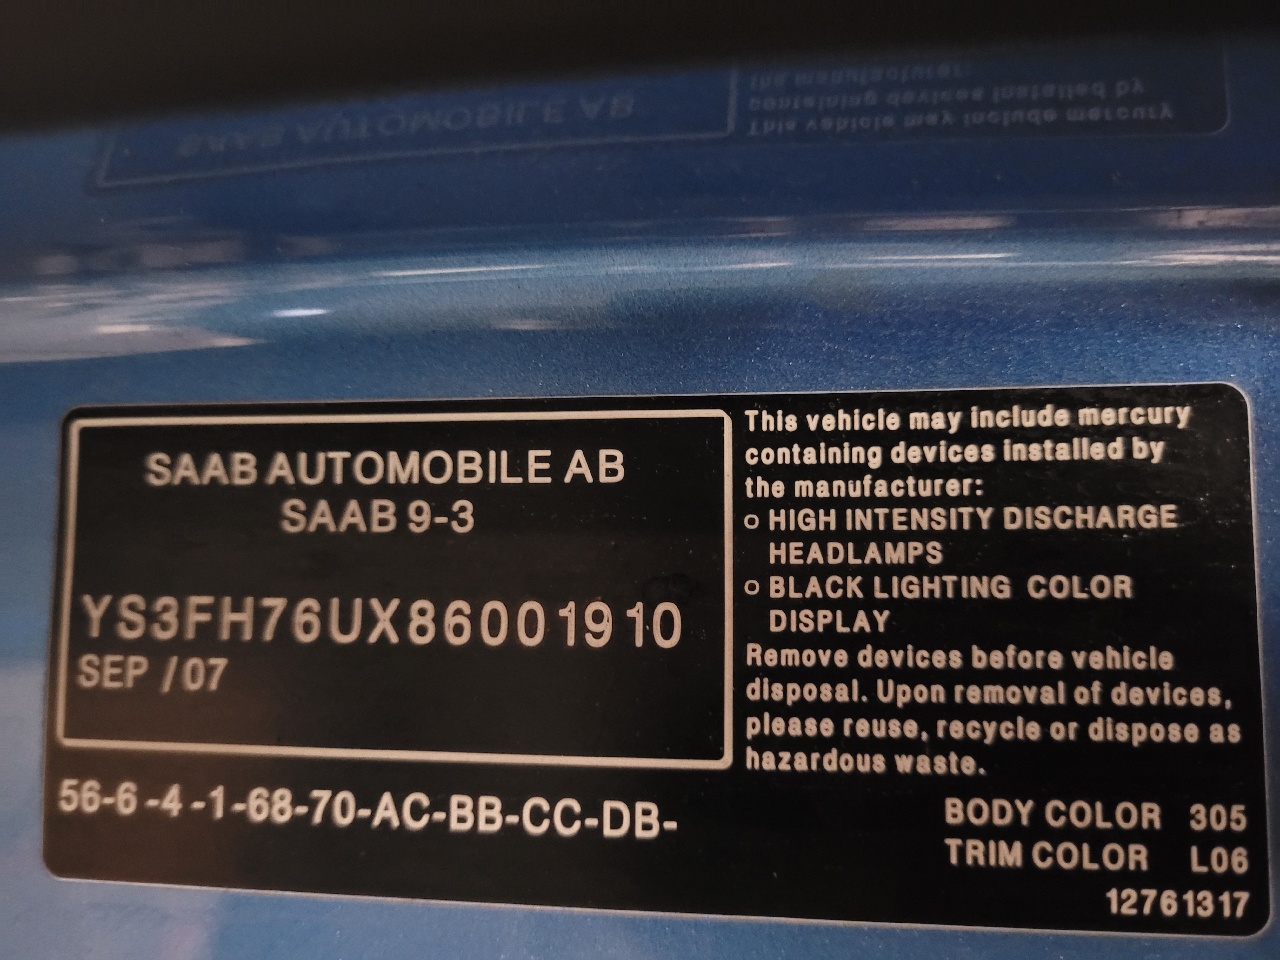 SAAB AUTOMOBILE AB
SAAB 9-3
YS3FH76UX86001910
SEP /07
56-6-4-1-68-70-AC-BB-CC-DB-
This vehicle may include mercury
containing devices installed by
the manufacturer:
o HIGH INTENSITY DISCHARGE
HEADLAMPS
o BLACK LIGHTING COLOR
DISPLAY
Remove devices before vehicle
disposal. Upon removal of devices,
please reuse, recycle or dispose as
hazardous waste.
BODY COLOR 305
TRIM COLOR L06
12761317